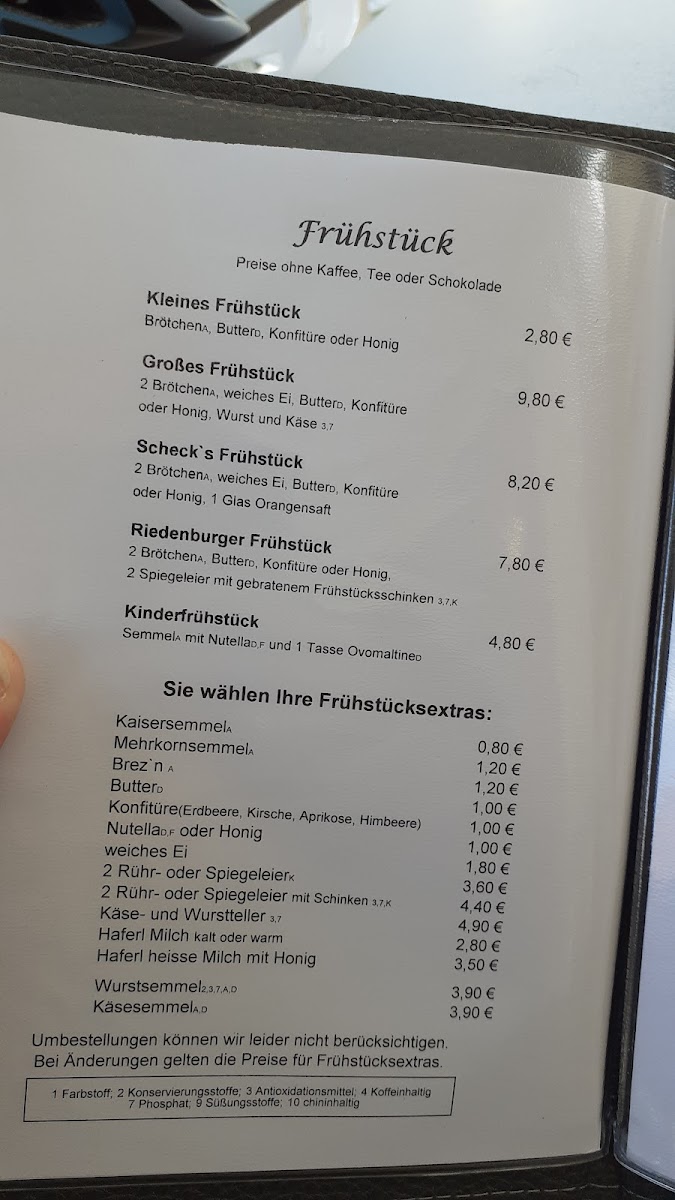 Frühstück
Preise ohne Kaffee, Tee oder Schokolade
Kleines Frühstück
BrötchenA, ButterD, Konfitüre oder Honig 2,80 €
Großes Frühstück
2 BrötchenA, weiches Ei, ButterD, Konfitüre 9,80 €
oder Honig, Wurst und Käse 3,7
Scheck`s Frühstück
2 BrötchenA, weiches Ei, ButterD, Konfitüre 8,20 €
oder Honig, 1 Glas Orangensaft
Riedenburger Frühstück
2 BrötchenA, ButterD, Konfitüre oder Honig, 7,80 €
2 Spiegeleier mit gebratenem Frühstücksschinken 3,7,K
Kinderfrühstück
SemmelA mit NutellaD,F und 1 Tasse OvomaltineD 4,80 €
Sie wählen Ihre Frühstücksextras:
KaisersemmelA 0,80 €
MehrkornsemmelA 1,20 €
Brez`n A 1,20 €
ButterD 1,00 €
Konfitüre(Erdbeere, Kirsche, Aprikose, Himbeere) 1,00 €
NutellaD,F oder Honig 1,00 €
weiches Ei 1,80 €
2 Rühr- oder SpiegeleierK 3,60 €
2 Rühr- oder Spiegeleier mit Schinken 3,7,K 4,40 €
Käse- und Wurstteller 3,7 4,90 €
Haferl Milch kalt oder warm 2,80 €
Haferl heisse Milch mit Honig 3,50 €
Wurstsemmel2,3,7,A,D 3,90 €
KäsesemmelA,D 3,90 €
Umbestellungen können wir leider nicht berücksichtigen.
Bei Änderungen gelten die Preise für Frühstücksextras.
1 Farbstoff; 2 Konservierungsstoffe; 3 Antioxidationsmittel; 4 Koffeinhaltig
7 Phosphat; 9 Süßungsstoffe; 10 chininhaltig